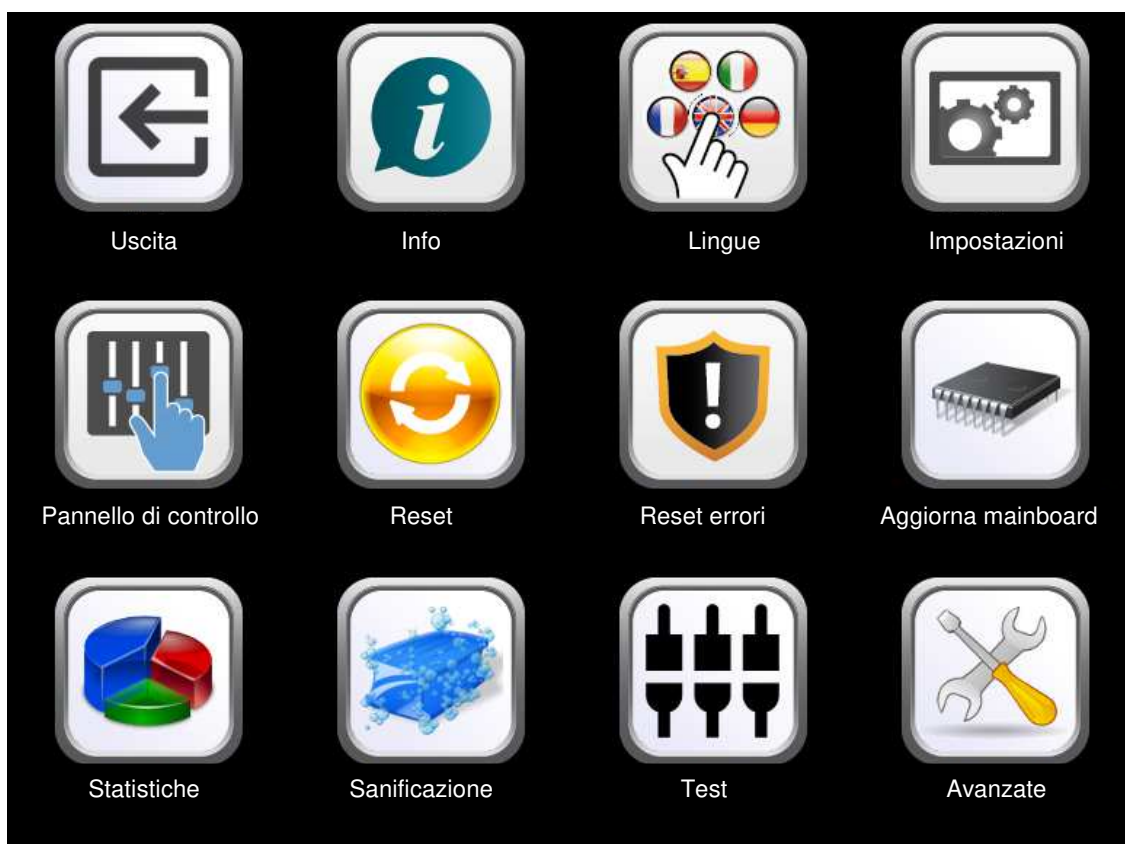 Uscita
Info
Lingue
Impostazioni
Pannello di controllo
Reset
Reset errori
Aggiorna mainboard
Statistiche
Sanificazione
Test
Avanzate